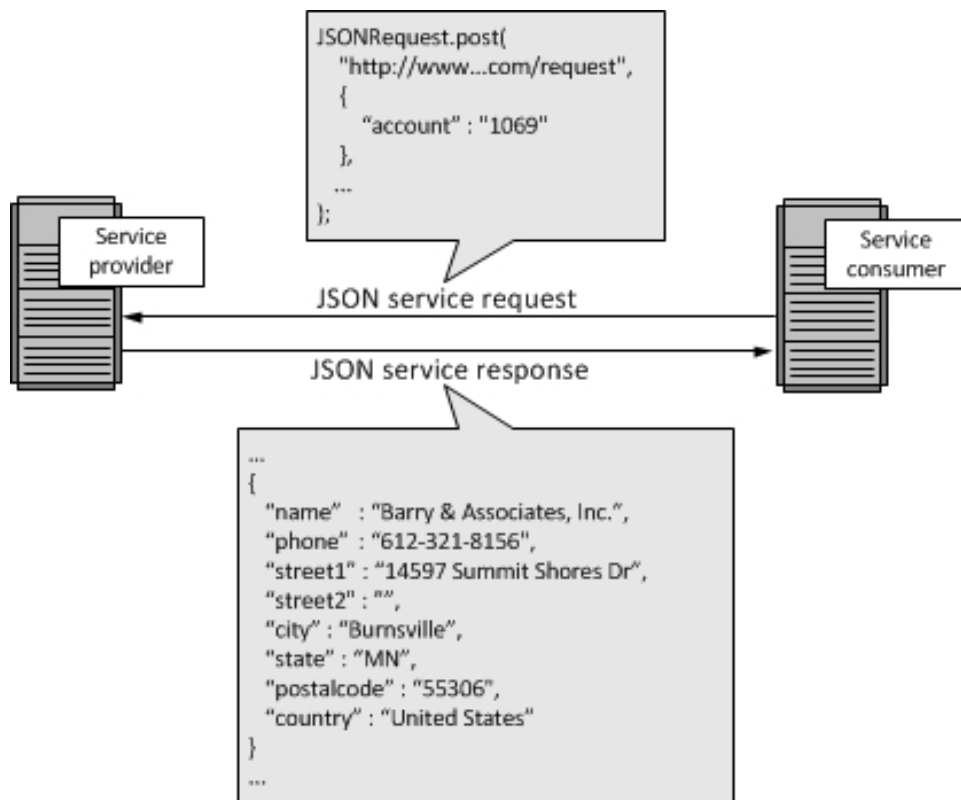 JSONRequest.post(
"http://www...com/request",
{
“account” : "1069"
},
...
};
Service
provider
Service
consumer
JSON service request
JSON service response
...
{
“name” : “Barry & Associates, Inc.”,
“phone” : “612-321-8156",
“street1" : “14597 Summit Shores Dr”,
“street2" : “”,
“city” : “Burnsville”,
“state” : “MN”,
“postalcode” : “55306",
“country” : “United States”
}
...